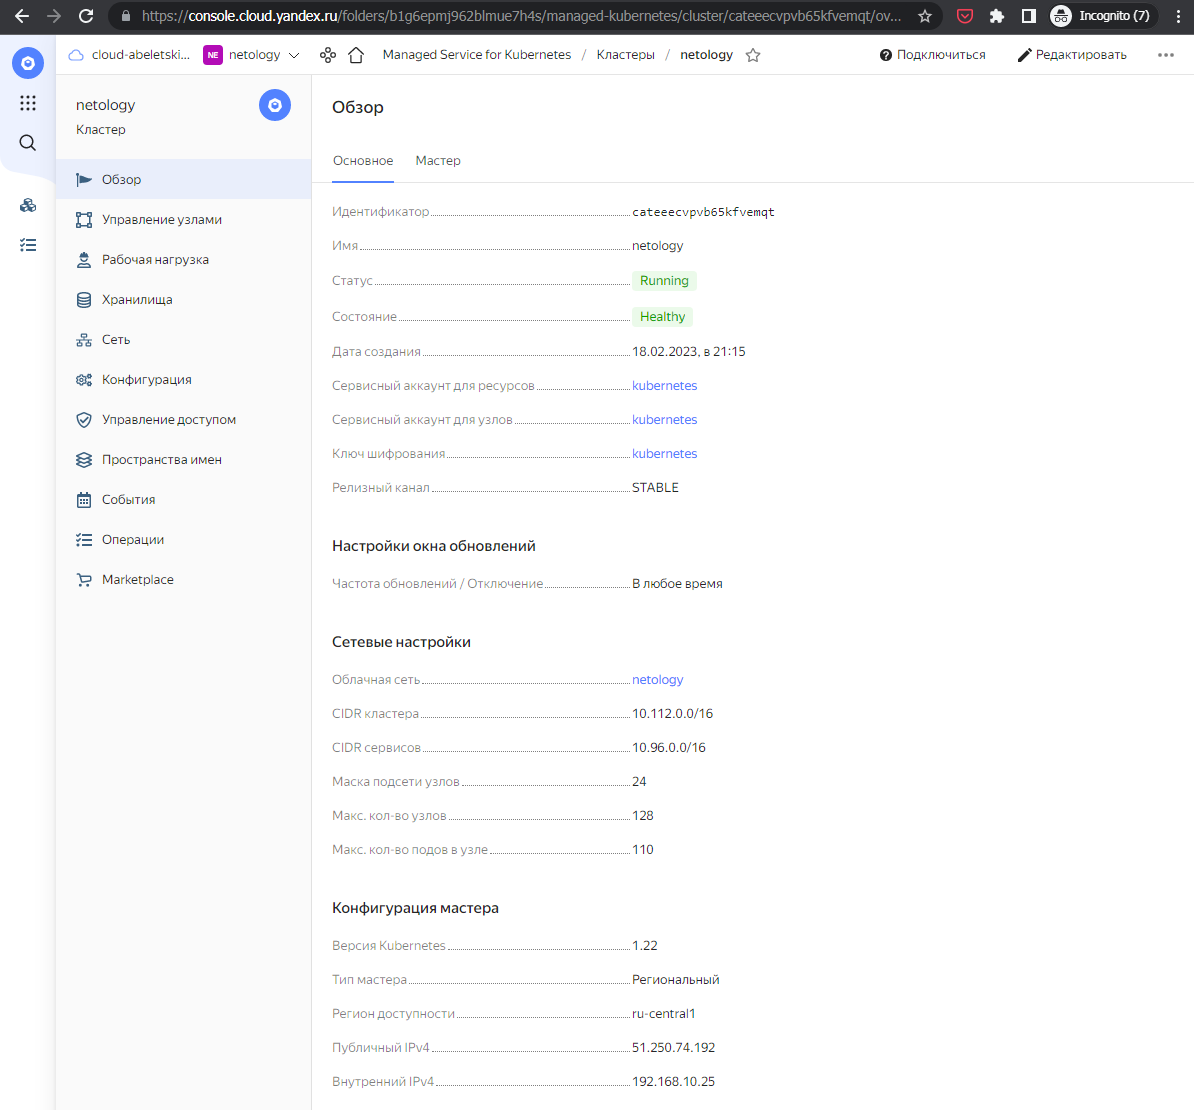 https://console.cloud.yandex.ru/folders/b1g6epmj962blmue7h4s/managed-kubernetes/cluster/cateeecvpvb65kfvemqt/ov...
Incognito (7)
cloud-abeletski... NE netology Managed Service for Kubernetes / Кластеры / netology Подключиться Редактировать
netology
Кластер
Обзор
Управление узлами
Рабочая нагрузка
Хранилища
Сеть
Конфигурация
Управление доступом
Пространства имен
События
Операции
Marketplace
Обзор
Основное Мастер
Идентификатор cateeecvpvb65kfvemqt
Имя netology
Статус Running
Состояние Healthy
Дата создания 18.02.2023, в 21:15
Сервисный аккаунт для ресурсов kubernetes
Сервисный аккаунт для узлов kubernetes
Ключ шифрования kubernetes
Релизный канал STABLE
Настройки окна обновлений
Частота обновлений / Отключение В любое время
Сетевые настройки
Облачная сеть netology
CIDR кластера 10.112.0.0/16
CIDR сервисов 10.96.0.0/16
Маска подсети узлов 24
Макс. кол-во узлов 128
Макс. кол-во подов в узле 110
Конфигурация мастера
Версия Kubernetes 1.22
Тип мастера Региональный
Регион доступности ru-central1
Публичный IPv4 51.250.74.192
Внутренний IPv4 192.168.10.25